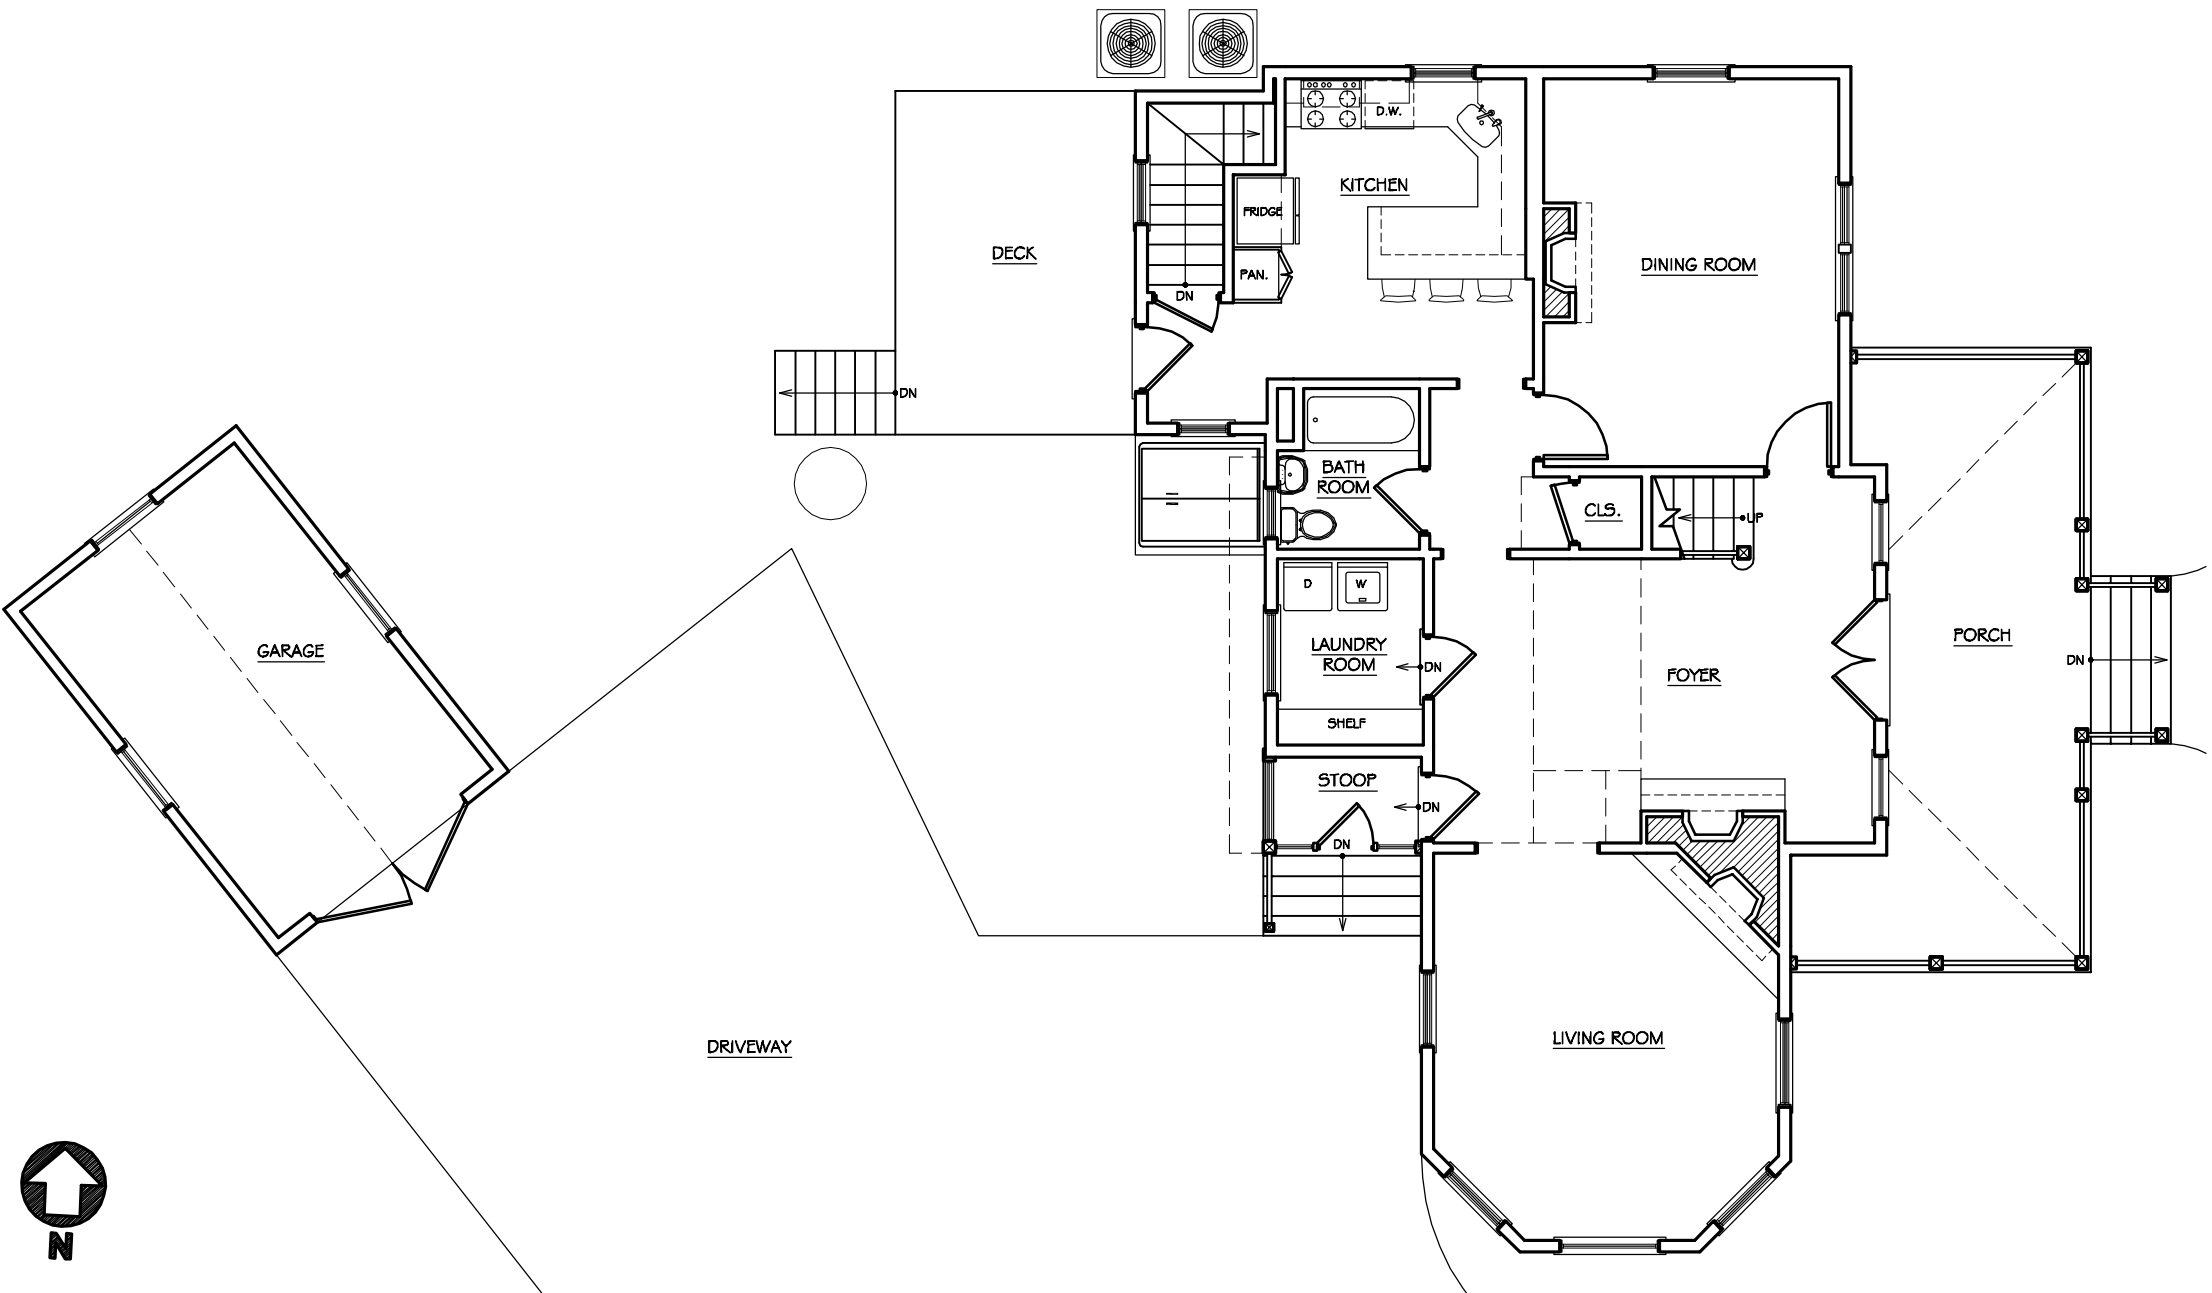 D.W.
KITCHEN
FRIDGE
DECK
DINING ROOM
PAN.
DN
DN
BATH
ROOM
CLS.
UP
D
W
LAUNDRY
ROOM
DN
GARAGE
PORCH
DN
FOYER
SHELF
STOOP
DN
DN
LIVING ROOM
DRIVEWAY
N